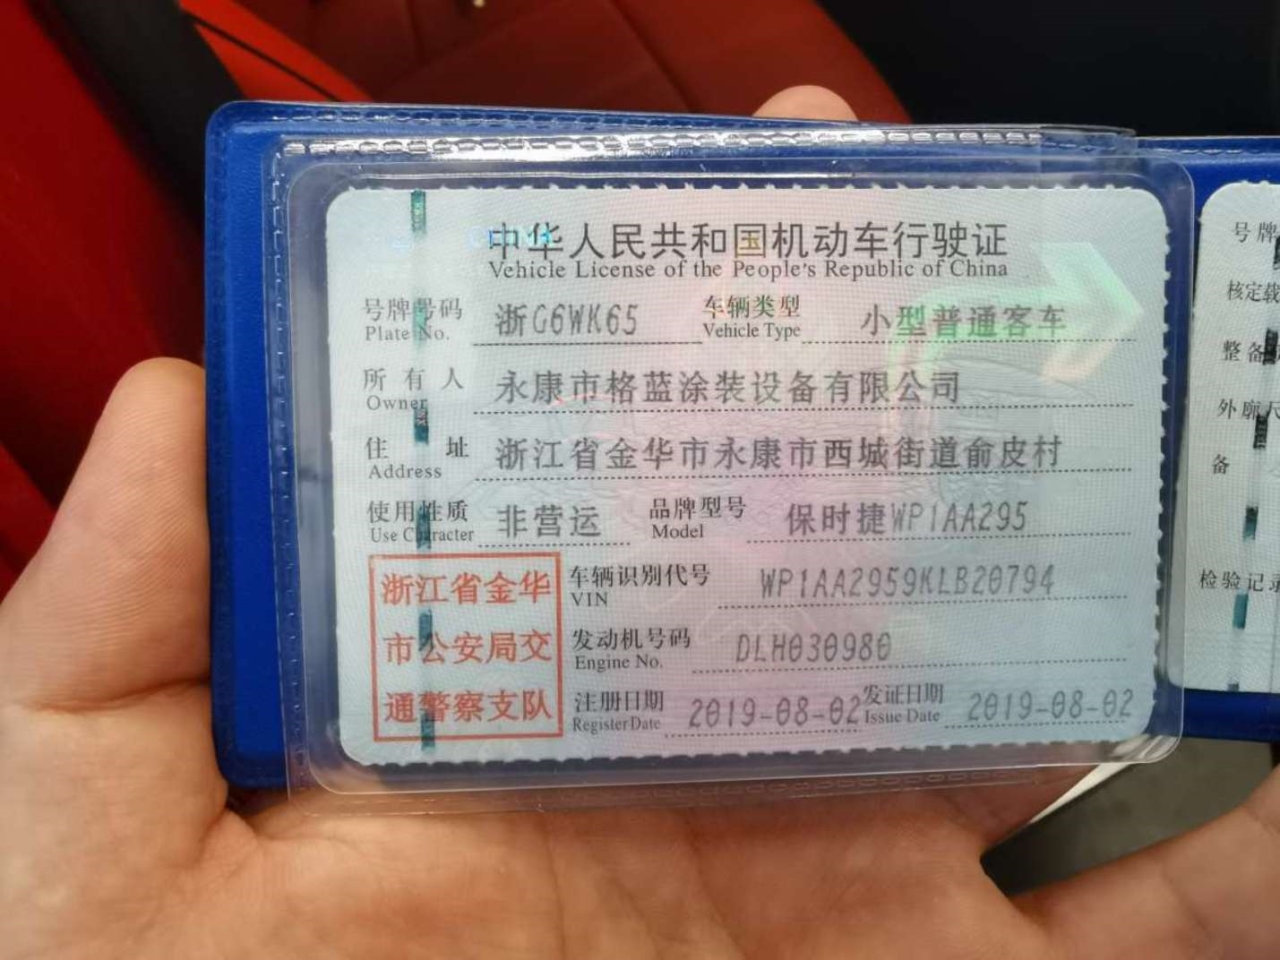 中华人民共和国机动车行驶证
Vehicle License of the People's Republic of China
号牌号码 浙G6WK65 车辆类型 小型普通客车
Plate No. Vehicle Type
所有人 永康市格蓝涂装设备有限公司
Owner
住址 浙江省金华市永康市西城街道俞皮村
Address
使用性质 非营运 品牌型号 保时捷WP1AA295
Use Character Model
车辆识别代号 WP1AA2959KLB20794
VIN
发动机号码 DLH030980
Engine No.
注册日期 2019-08-02 发证日期 2019-08-02
Register Date Issue Date
浙江省金华
市公安局交
通警察支队
号牌
核定载
整备
外廓尺
备
检验记录